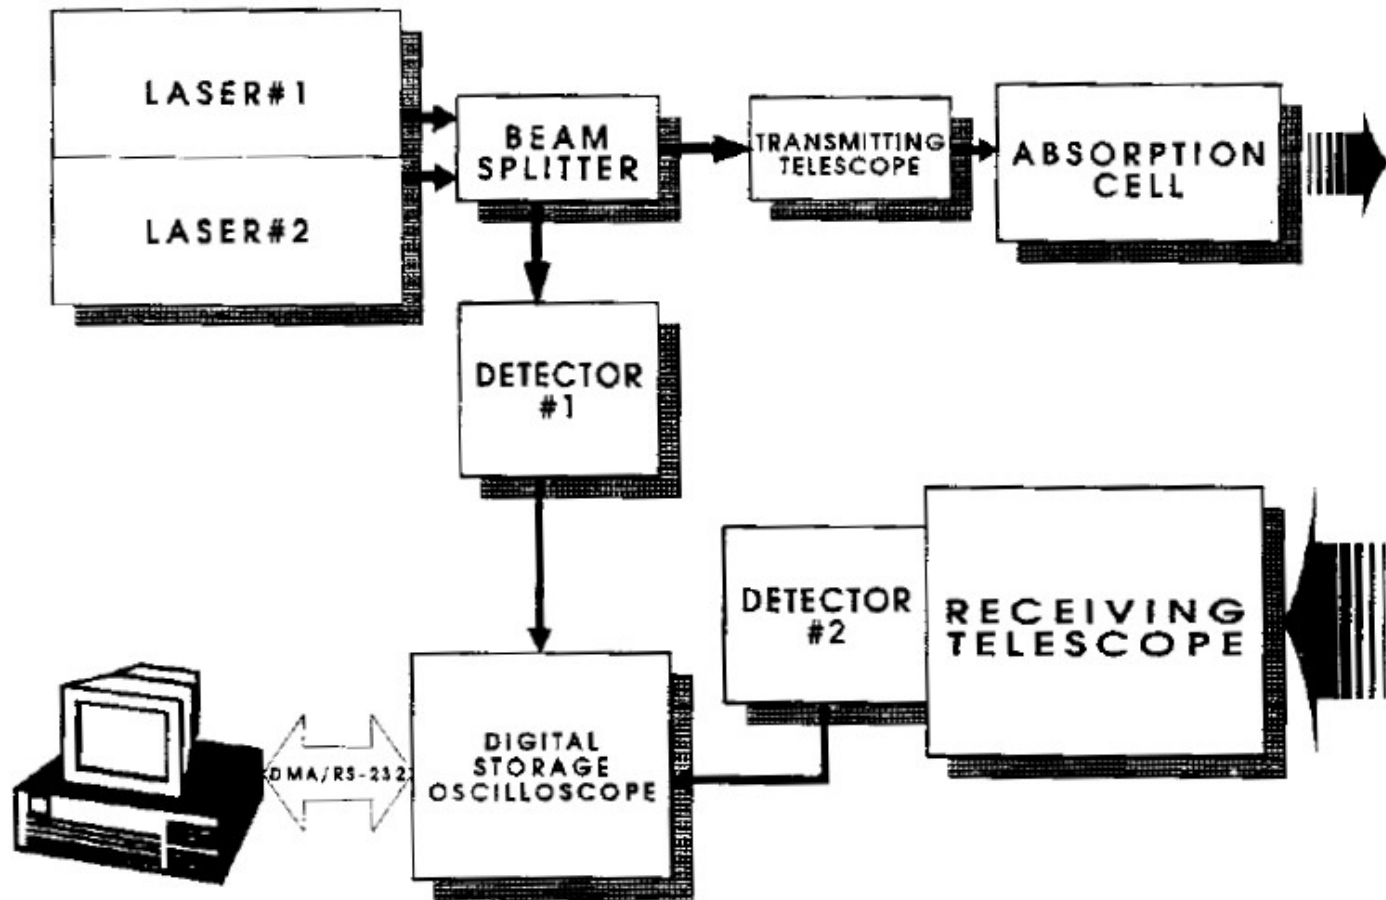 LASER#1
LASER#2
BEAM
SPLITTER
TRANSMITTING
TELESCOPE
ABSORPTION
CELL
DETECTOR
#1
DETECTOR
#2
RECEIVING
TELESCOPE
DIGITAL
STORAGE
OSCILLOSCOPE
DMA/RS-232